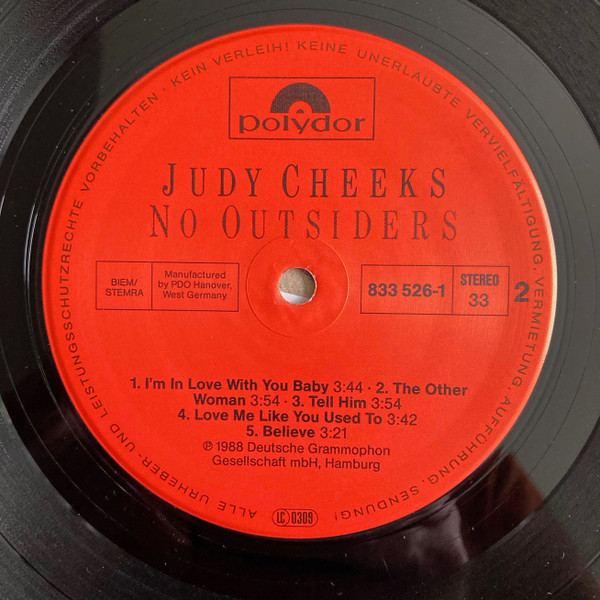 ALLE URHEBER- UND LEISTUNGSSCHUTZRECHTE VORBEHALTEN · KEIN VERLEIH! KEINE UNERLAUBTE VERVIELFÄLTIGUNG, VERMIETUNG, AUFFÜHRUNG, SENDUNG!
polydor
JUDY CHEEKS
NO OUTSIDERS
BIEM/
STEMRA
Manufactured
by PDO Hanover,
West Germany
833 526-1
STEREO
33
2
1. I'm In Love With You Baby 3:44 · 2. The Other
Woman 3:54 · 3. Tell Him 3:54
4. Love Me Like You Used To 3:42
5. Believe 3:21
℗ 1988 Deutsche Grammophon
Gesellschaft mbH, Hamburg
LC 0309